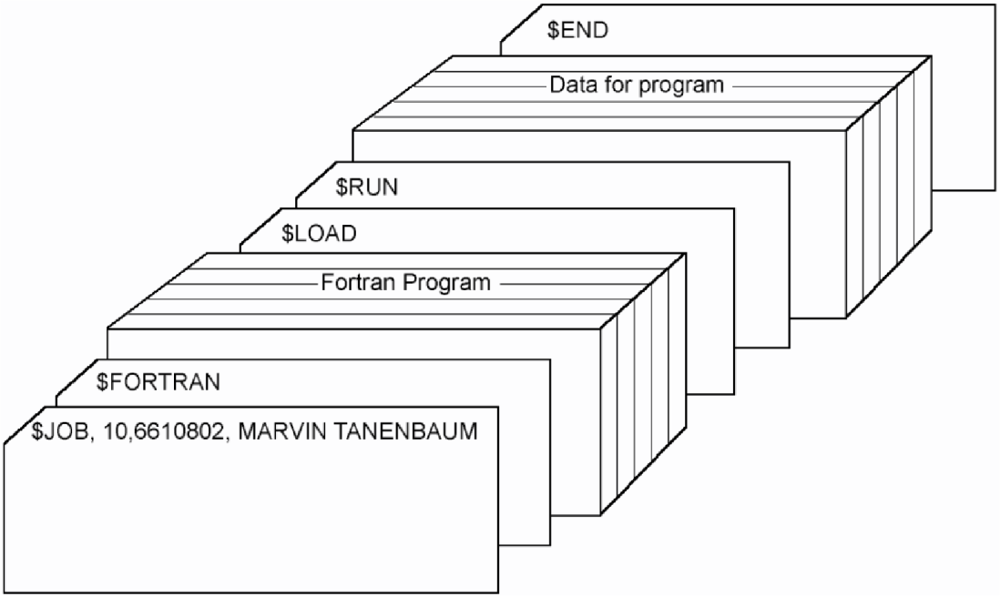 $END
Data for program
$RUN
$LOAD
Fortran Program
$FORTRAN
$JOB, 10,6610802, MARVIN TANENBAUM